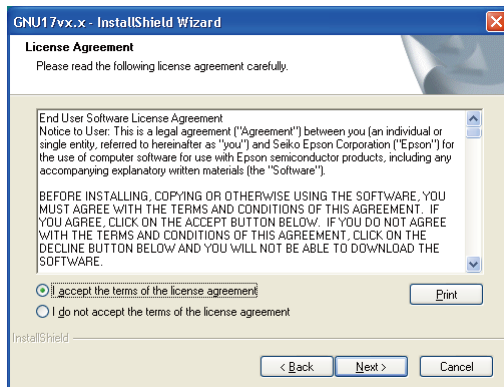 GNU17vx.x - InstallShield Wizard
License Agreement
Please read the following license agreement carefully.
End User Software License Agreement
Notice to User: This is a legal agreement ("Agreement") between you (an individual or
single entity, referred to hereinafter as "you") and Seiko Epson Corporation ("Epson") for
the use of computer software for use with Epson semiconductor products, including any
accompanying explanatory written materials (the "Software").
BEFORE INSTALLING, COPYING OR OTHERWISE USING THE SOFTWARE, YOU
MUST AGREE WITH THE TERMS AND CONDITIONS OF THIS AGREEMENT.  IF
YOU AGREE, CLICK ON THE ACCEPT BUTTON BELOW.  IF YOU DO NOT AGREE
WITH THE TERMS AND CONDITIONS OF THIS AGREEMENT, CLICK ON THE
DECLINE BUTTON BELOW AND YOU WILL NOT BE ABLE TO DOWNLOAD THE
SOFTWARE.
I accept the terms of the license agreement
Print
I do not accept the terms of the license agreement
InstallShield
< Back
Next >
Cancel